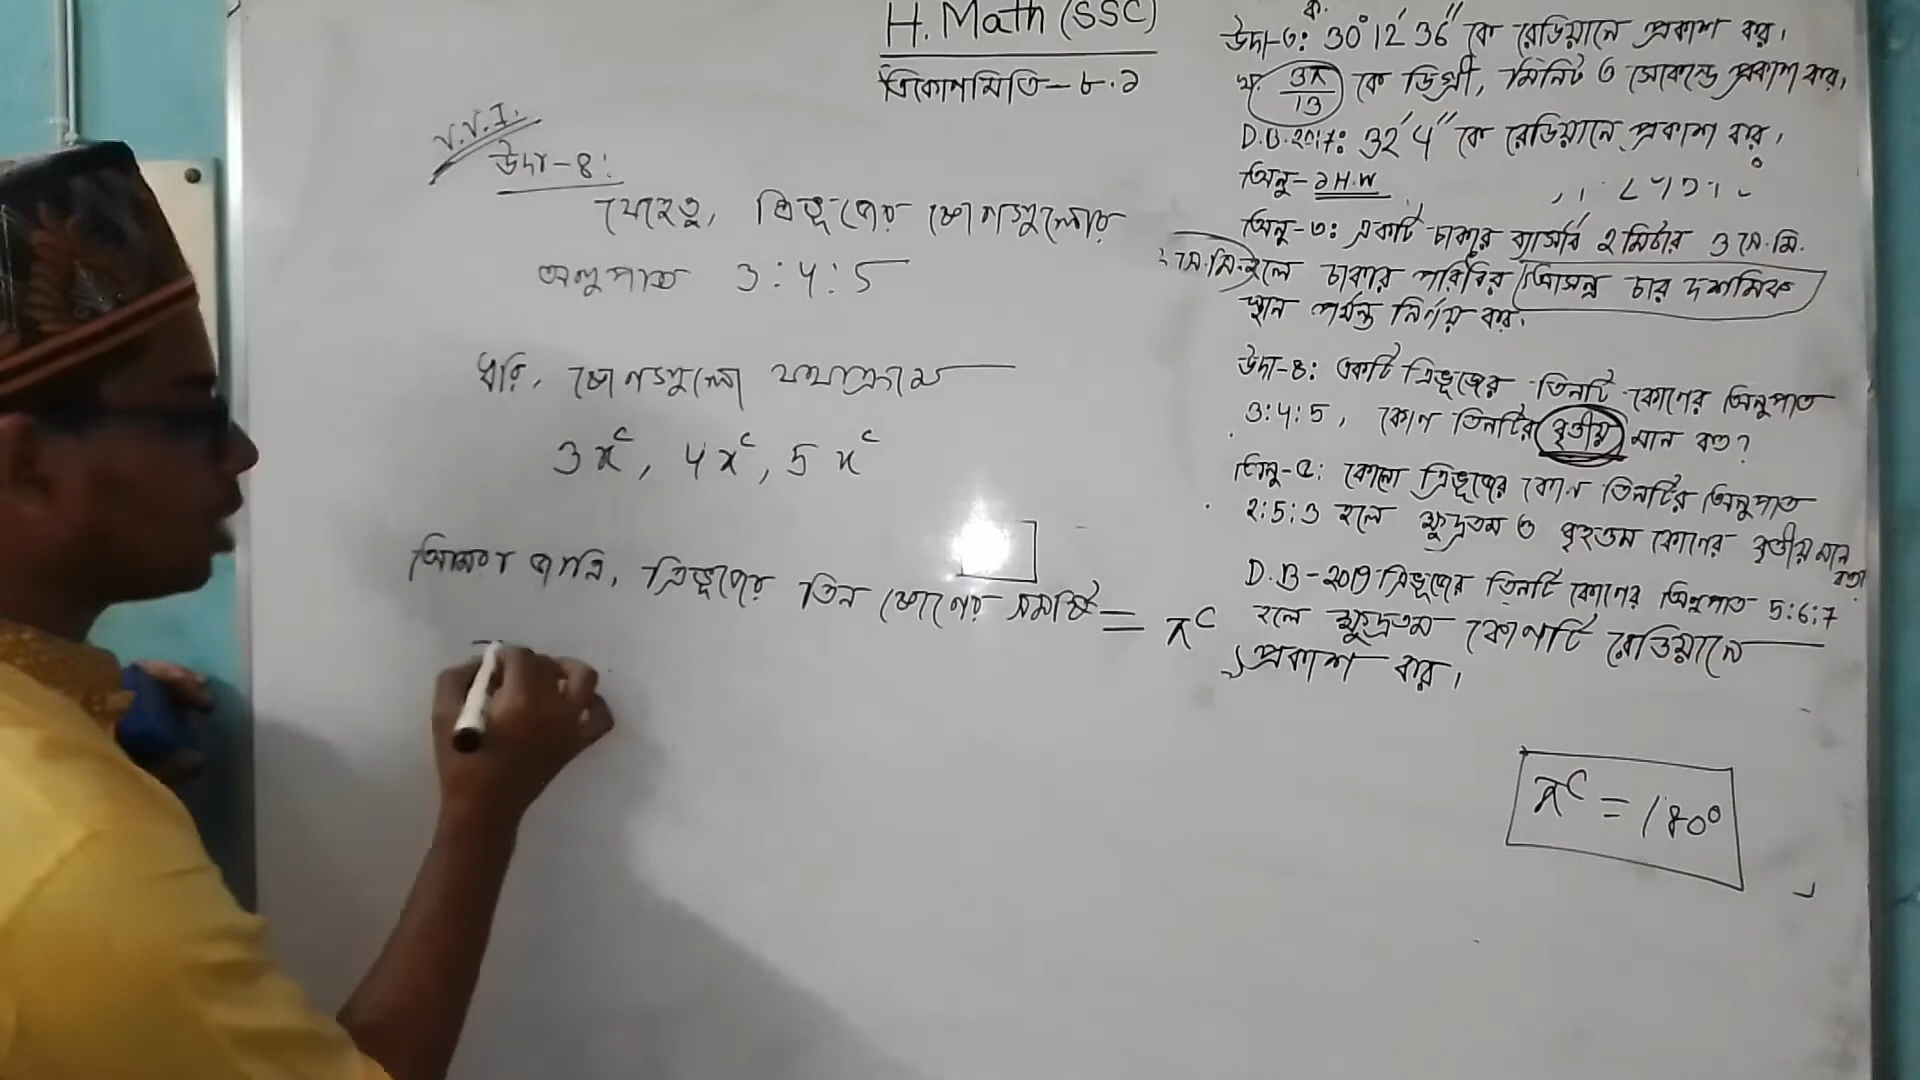 H. Math (SSC)
ত্রিকোণমিতি - ৮.১
V.V.I.
উদা-৪:
যেহেতু, ত্রিভূজের কোণগুলোর
অনুপাত 3:4:5
ধরি, কোণগুলো যথাক্রমে
3x^c, 4x^c, 5x^c
আমরা জানি, ত্রিভূজের তিন কোণের সমষ্টি = π^c
উদা-৩: ক. 30°12′36″ কে রেডিয়ানে প্রকাশ কর।
খ. 3π/13 কে ডিগ্রী, মিনিট ও সেকেন্ডে প্রকাশ কর।
D.B. 2017: 32′4″ কে রেডিয়ানে প্রকাশ কর।
অনু-১ H.W
অনু-৩: একটি চাকার ব্যাসার্ধ ২ মিটার 3 সে.মি.
হলে চাকার পরিধির আসন্ন চার দশমিক
স্থান পর্যন্ত নির্ণয় কর।
উদা-৪: একটি ত্রিভূজের তিনটি কোণের অনুপাত
3:4:5, কোণ তিনটির বৃত্তীয় মান কত?
অনু-৫: কোনো ত্রিভূজের কোণ তিনটির অনুপাত
২:5:3 হলে ক্ষুদ্রতম ও বৃহত্তম কোণের বৃত্তীয় মান কত?
D.B-2019 ত্রিভূজের তিনটি কোণের অনুপাত 5:6:7
হলে ক্ষুদ্রতম কোণটি রেডিয়ানে
প্রকাশ কর।
π^c = 180°